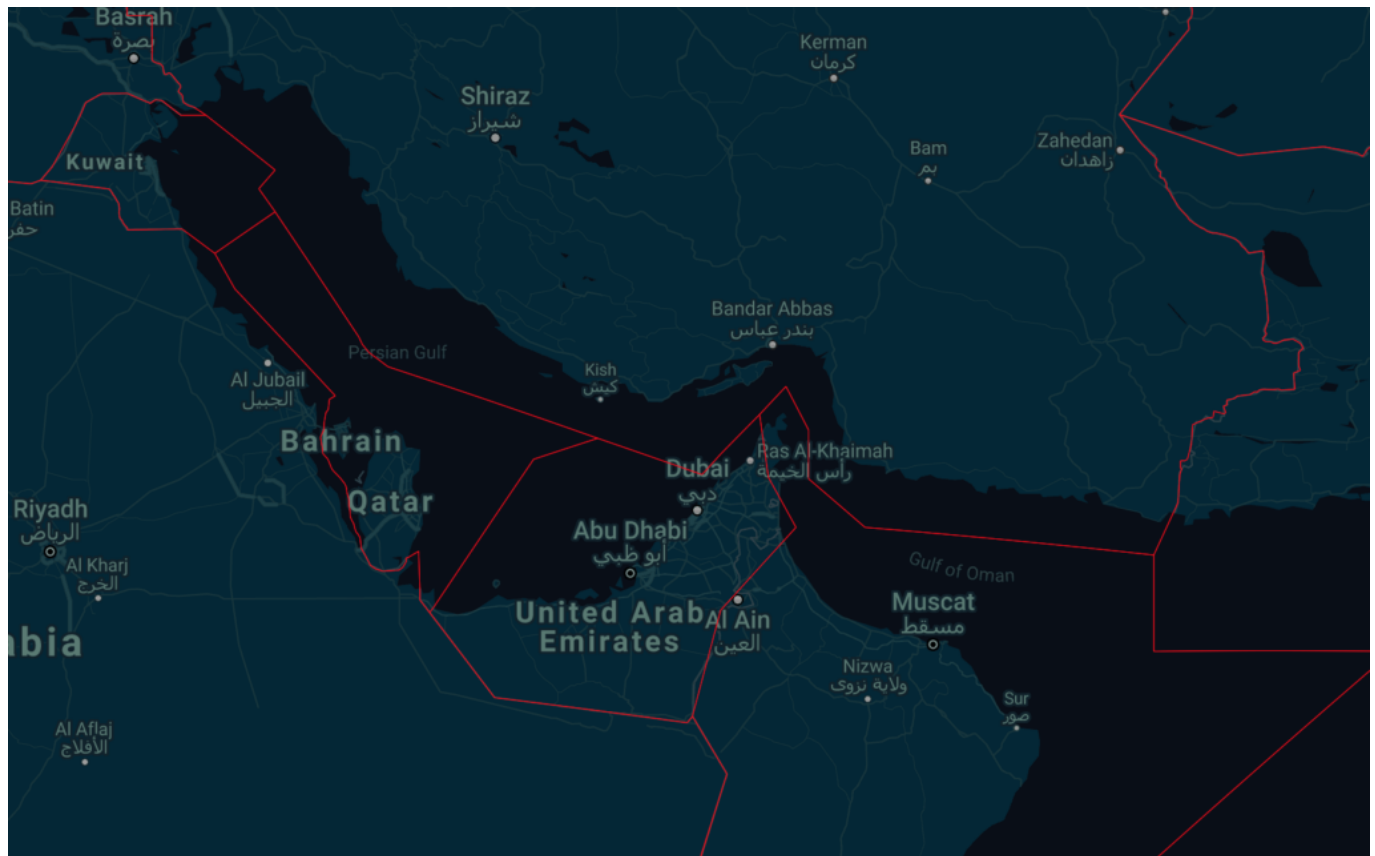 Basrah
بصرة
Kerman
كرمان
Shiraz
شيراز
Zahedan
زاهدان
Bam
بم
Kuwait
Batin
حفر
Bandar Abbas
بندر عباس
Persian Gulf
Kish
كيش
Al Jubail
الجبيل
Bahrain
Ras Al-Khaimah
رأس الخيمة
Dubai
دبي
Qatar
Riyadh
الرياض
Abu Dhabi
أبو ظبي
Al Kharj
الخرج
Gulf of Oman
Muscat
مسقط
United Arab
Emirates
Al Ain
العين
abia
Nizwa
ولاية نزوى
Sur
صور
Al Aflaj
الأفلاج